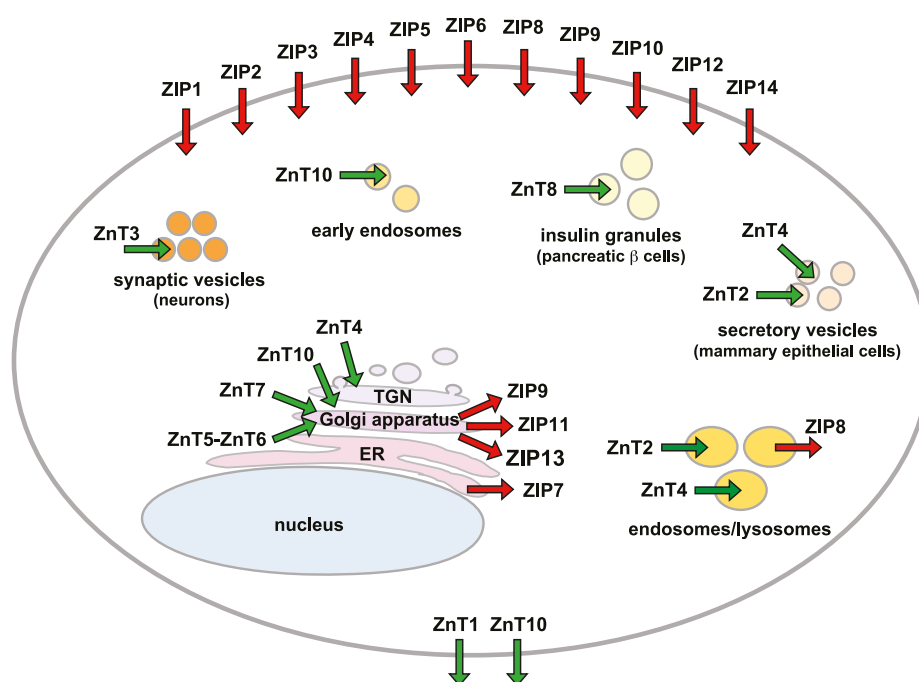 ZIP1
ZIP2
ZIP3
ZIP4
ZIP5
ZIP6
ZIP8
ZIP9
ZIP10
ZIP12
ZIP14
ZnT10
early endosomes
ZnT8
insulin granules
(pancreatic β cells)
ZnT3
synaptic vesicles
(neurons)
ZnT4
ZnT2
secretory vesicles
(mammary epithelial cells)
ZnT4
ZnT10
ZnT7
ZnT5-ZnT6
TGN
Golgi apparatus
ER
nucleus
ZIP9
ZIP11
ZIP13
ZIP7
ZnT2
ZIP8
ZnT4
endosomes/lysosomes
ZnT1
ZnT10